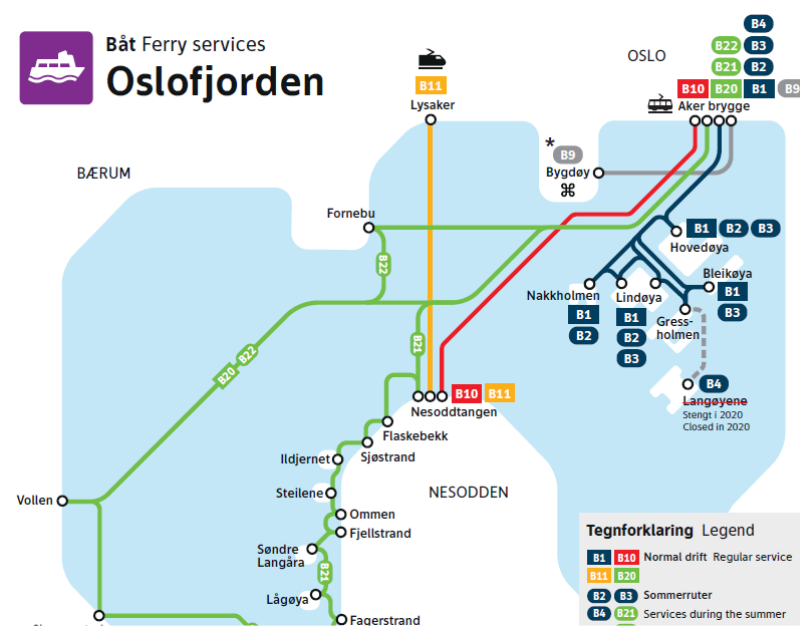 Båt Ferry services
Oslofjorden
B4
B22 B3
B21 B2
OSLO
B10 B20 B1 B9
Aker brygge
B11
Lysaker
BÆRUM
*
B9
Bygdøy
⌘
Fornebu
B22
B1 B2 B3
Hovedøya
Bleikøya
B1
B3
Nakkholmen
B1
B2
Lindøya
B1
B2
B3
Gress-
holmen
B4
Langøyene
Stengt i 2020
Closed in 2020
B20 B22
B21
B10 B11
Nesoddtangen
Flaskebekk
Sjøstrand
Ildjernet
Steilene
NESODDEN
Vollen
Ommen
Fjellstrand
Søndre
Langåra
B21
Lågøya
Fagerstrand
Tegnforklaring Legend
B1 B10 Normal drift Regular service
B11 B20
B2 B3 Sommerruter
B4 B21 Services during the summer